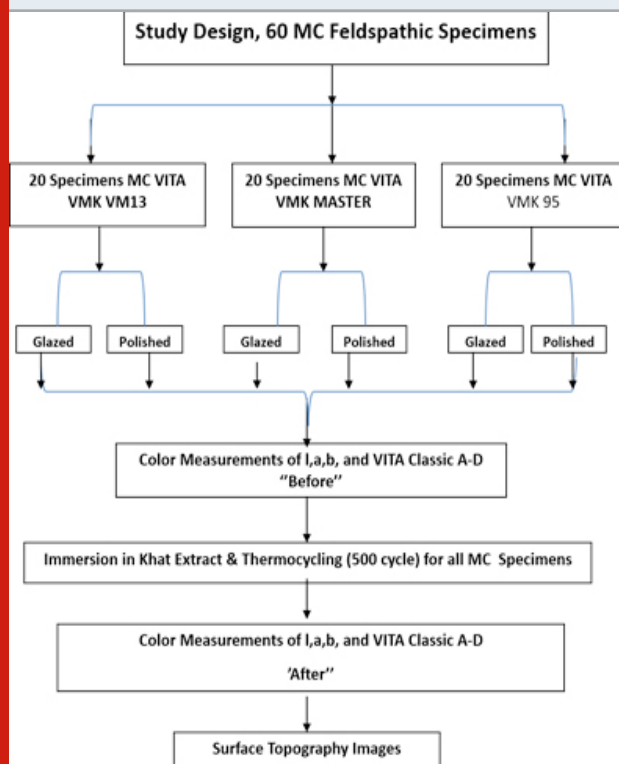 Study Design, 60 MC Feldspathic Specimens
20 Specimens MC VITA
VMK VM13
20 Specimens MC VITA
VMK MASTER
20 Specimens MC VITA
VMK 95
Glazed
Polished
Glazed
Polished
Glazed
Polished
Color Measurements of l,a,b, and VITA Classic A-D
“Before”
Immersion in Khat Extract & Thermocycling (500 cycle) for all MC Specimens
Color Measurements of l,a,b, and VITA Classic A-D
’After”
Surface Topography Images